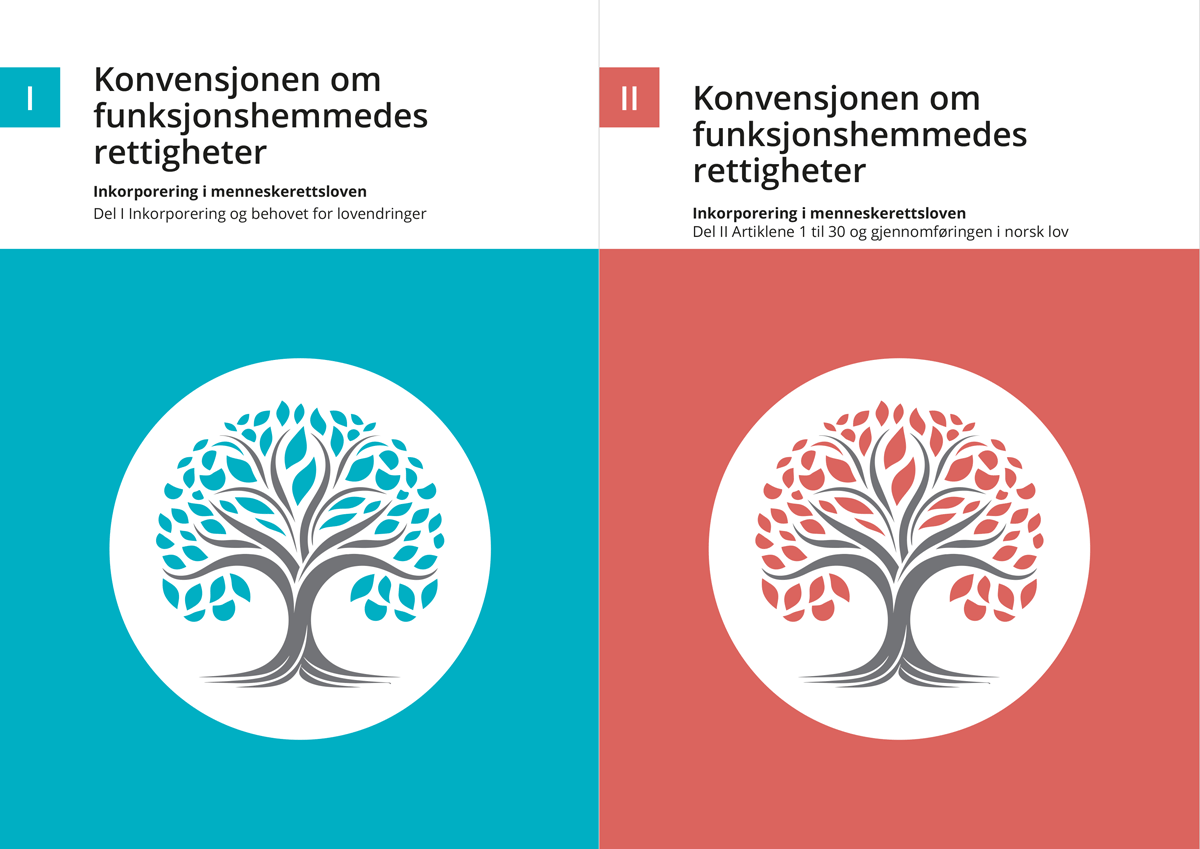 I
Konvensjonen om
funksjonshemmedes
rettigheter
Inkorporering i menneskerettsloven
Del I Inkorporering og behovet for lovendringer
II
Konvensjonen om
funksjonshemmedes
rettigheter
Inkorporering i menneskerettsloven
Del II Artiklene 1 til 30 og gjennomføringen i norsk lov